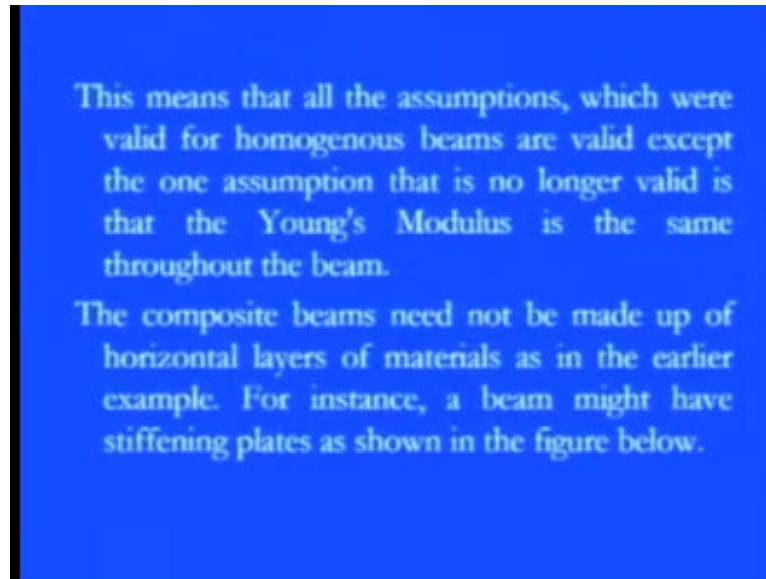 This means that all the assumptions, which were
valid for homogenous beams are valid except
the one assumption that is no longer valid is
that the Young's Modulus is the same
throughout the beam.
The composite beams need not be made up of
horizontal layers of materials as in the earlier
example. For instance, a beam might have
stiffening plates as shown in the figure below.